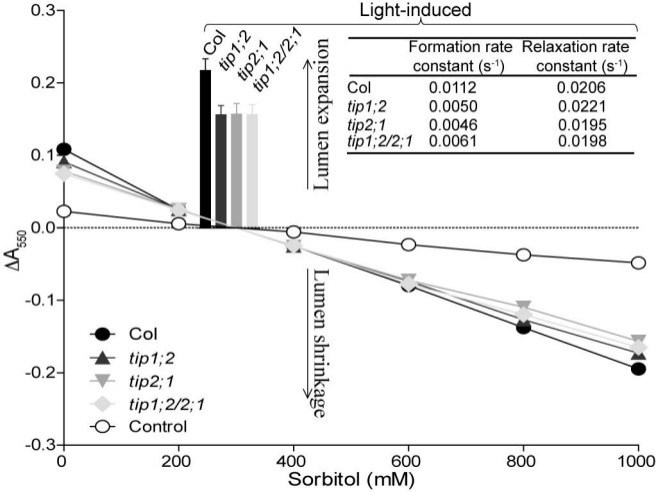 Light-induced
Formation rate constant (s⁻¹)
Relaxation rate constant (s⁻¹)
Col 0.0112 0.0206
tip1;2 0.0050 0.0221
tip2;1 0.0046 0.0195
tip1;2/2;1 0.0061 0.0198
Col
tip1;2
tip2;1
tip1;2/2;1
Lumen expansion
Lumen shrinkage
0.3
0.2
0.1
0.0
-0.1
-0.2
-0.3
ΔA550
Col
tip1;2
tip2;1
tip1;2/2;1
Control
0 200 400 600 800 1000
Sorbitol (mM)